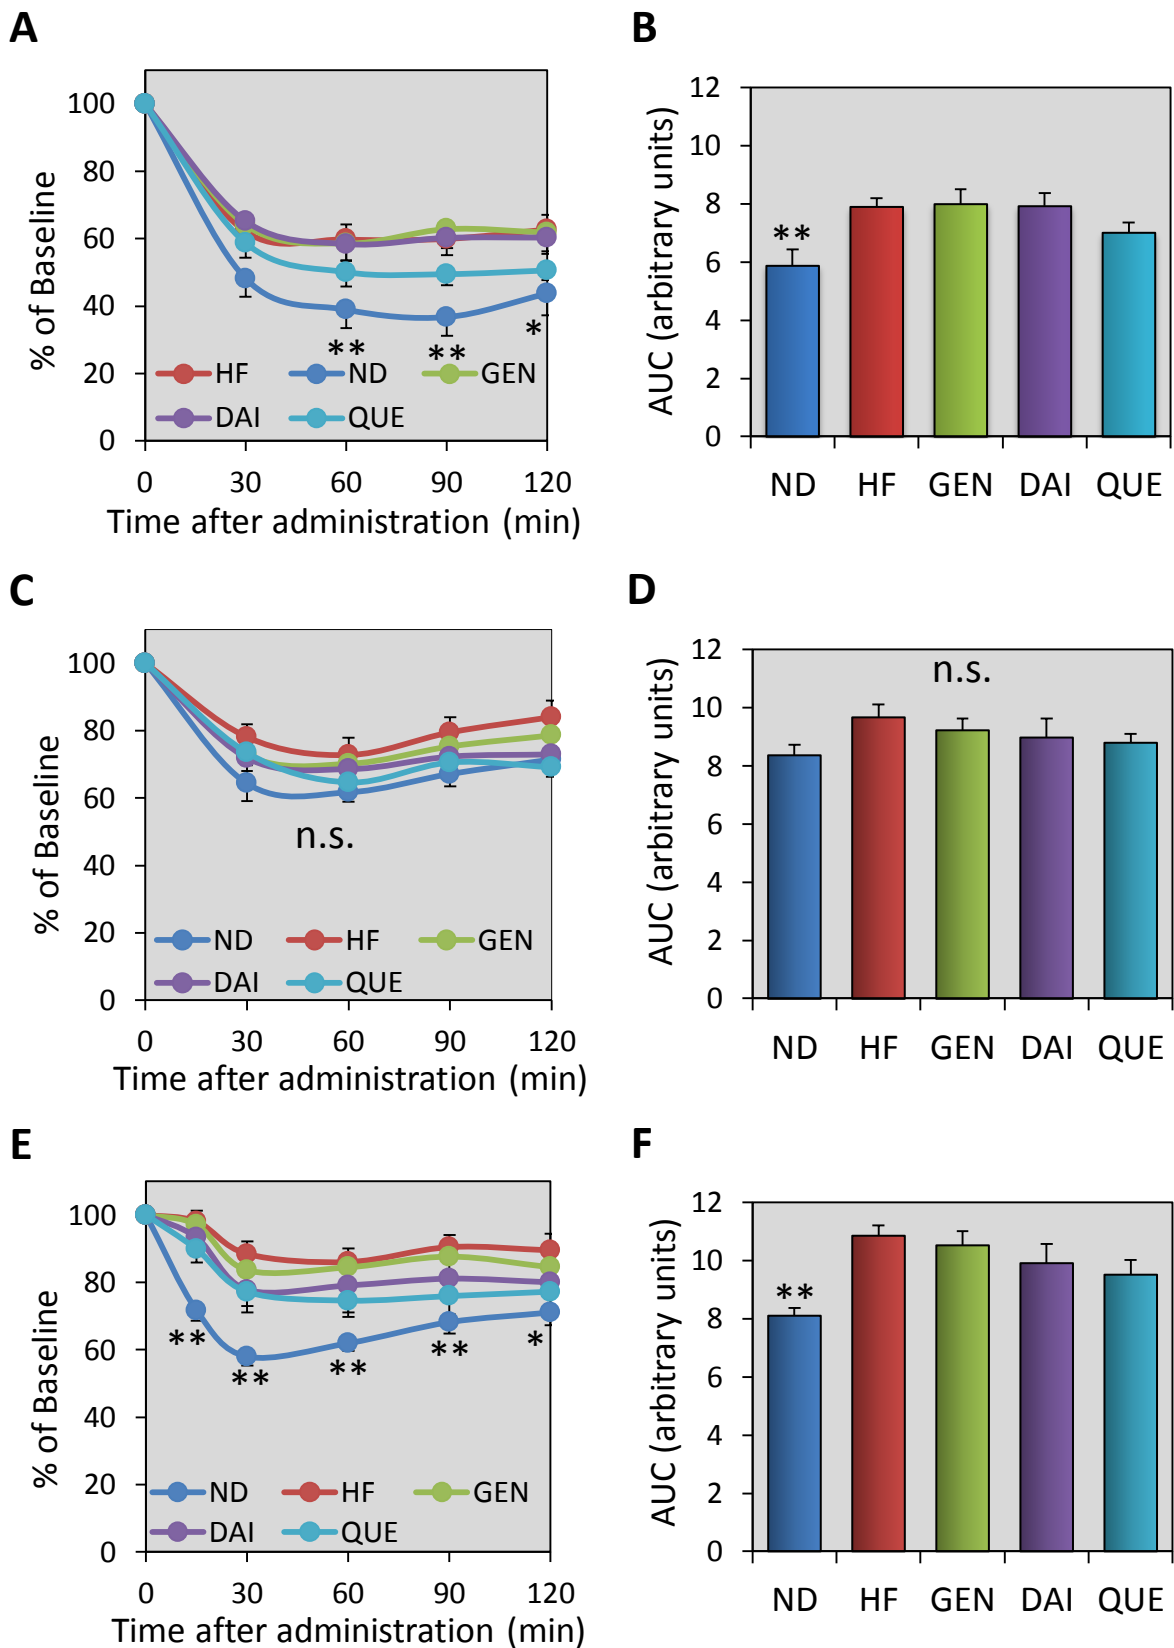 A
% of Baseline
100
80
60
40
20
0
** ** *
HF ND GEN
DAI QUE
0 30 60 90 120
Time after administration (min)
B
AUC (arbitrary units)
12
10
8
6
4
2
0
**
ND HF GEN DAI QUE
C
% of Baseline
100
80
60
40
20
0
n.s.
ND HF GEN
DAI QUE
0 30 60 90 120
Time after administration (min)
D
AUC (arbitrary units)
12
10
8
6
4
2
0
n.s.
ND HF GEN DAI QUE
E
% of Baseline
100
80
60
40
20
0
** ** ** ** *
ND HF GEN
DAI QUE
0 30 60 90 120
Time after administration (min)
F
AUC (arbitrary units)
12
10
8
6
4
2
0
**
ND HF GEN DAI QUE